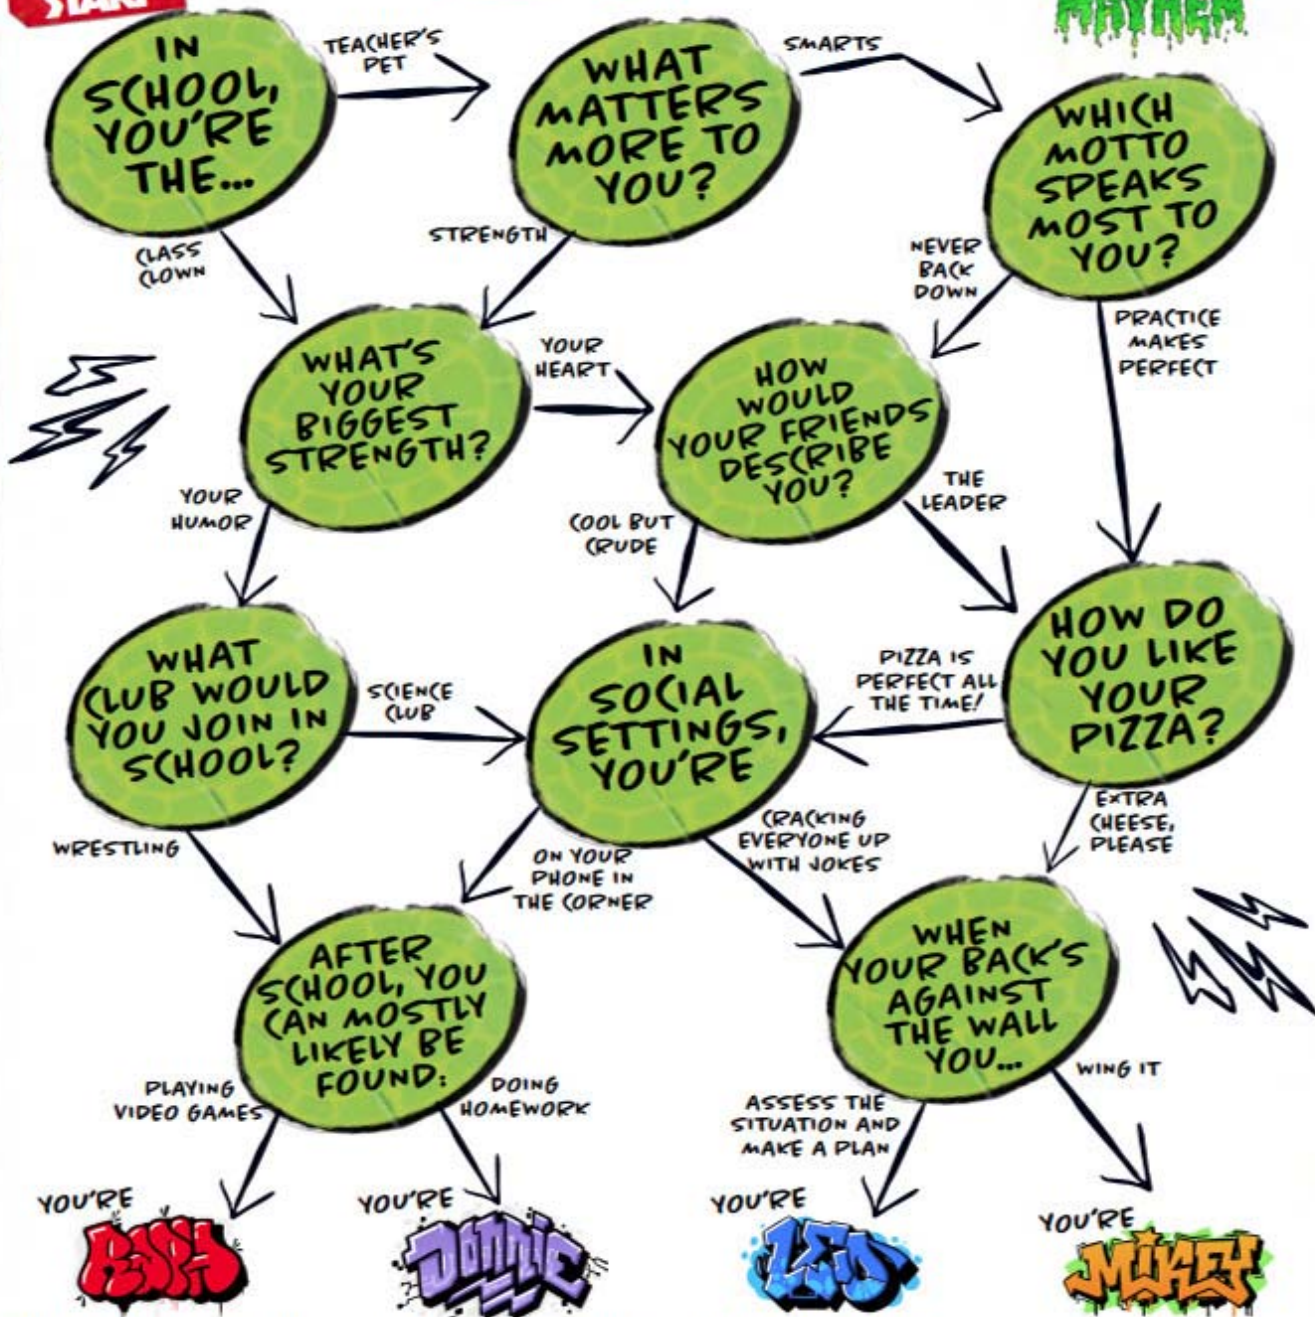 START
MAYHEM
IN
SCHOOL,
YOU'RE
THE...
TEACHER'S
PET
WHAT
MATTERS
MORE TO
YOU?
SMARTS
WHICH
MOTTO
SPEAKS
MOST TO
YOU?
CLASS
CLOWN
STRENGTH
NEVER
BACK
DOWN
PRACTICE
MAKES
PERFECT
WHAT'S
YOUR
BIGGEST
STRENGTH?
YOUR
HEART
HOW
WOULD
YOUR FRIENDS
DESCRIBE
YOU?
YOUR
HUMOR
COOL BUT
CRUDE
THE
LEADER
WHAT
CLUB WOULD
YOU JOIN IN
SCHOOL?
SCIENCE
CLUB
IN
SOCIAL
SETTINGS,
YOU'RE
PIZZA IS
PERFECT ALL
THE TIME!
HOW DO
YOU LIKE
YOUR
PIZZA?
WRESTLING
ON YOUR
PHONE IN
THE CORNER
CRACKING
EVERYONE UP
WITH JOKES
EXTRA
CHEESE,
PLEASE
AFTER
SCHOOL, YOU
CAN MOSTLY
LIKELY BE
FOUND:
WHEN
YOUR BACK'S
AGAINST
THE WALL
YOU...
PLAYING
VIDEO GAMES
DOING
HOMEWORK
ASSESS THE
SITUATION AND
MAKE A PLAN
WING IT
YOU'RE
RAPH
YOU'RE
DONNIE
YOU'RE
LEO
YOU'RE
MIKEY